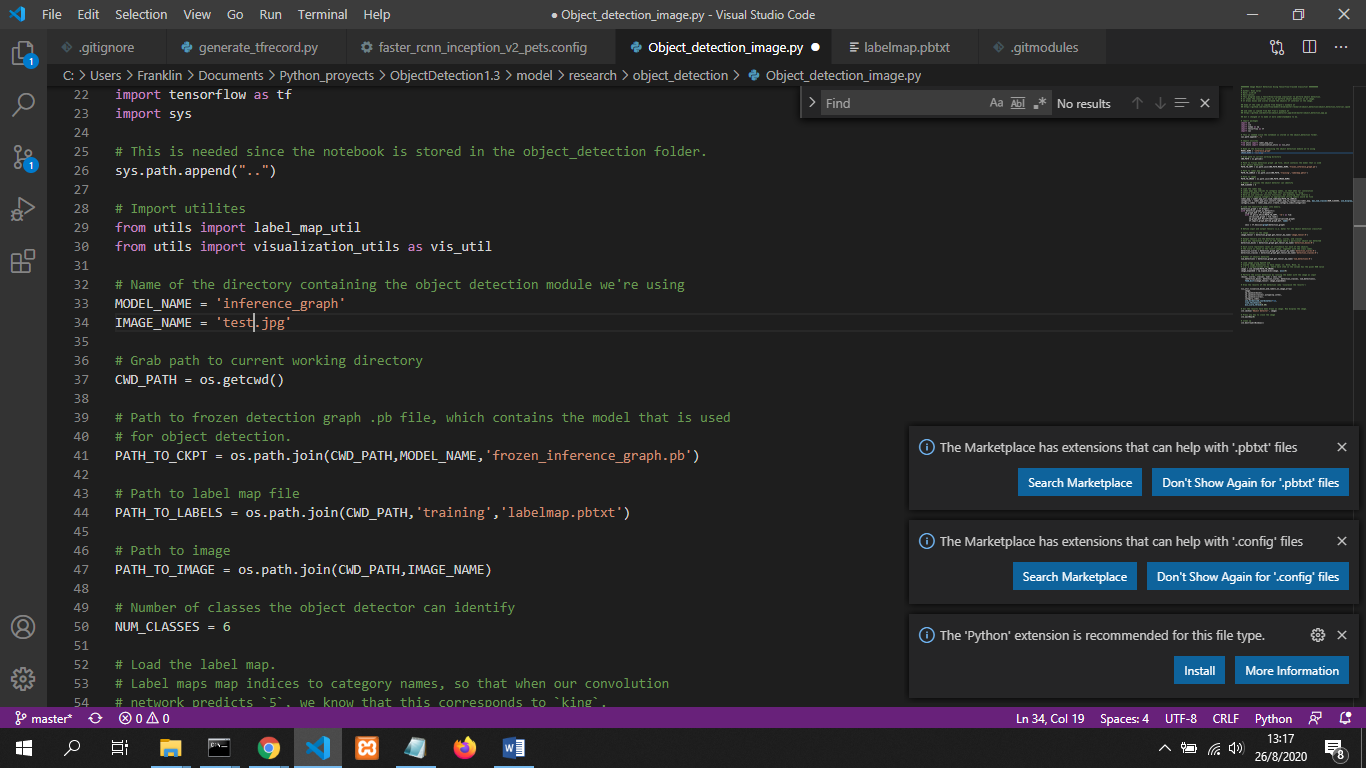 File Edit Selection View Go Run Terminal Help
● Object_detection_image.py - Visual Studio Code
.gitignore generate_tfrecord.py faster_rcnn_inception_v2_pets.config Object_detection_image.py labelmap.pbtxt .gitmodules
C: > Users > Franklin > Documents > Python_proyects > ObjectDetection1.3 > model > research > object_detection > Object_detection_image.py
Find Aa Abl .* No results
22 import tensorflow as tf
23 import sys
24
25 # This is needed since the notebook is stored in the object_detection folder.
26 sys.path.append("..")
27
28 # Import utilites
29 from utils import label_map_util
30 from utils import visualization_utils as vis_util
31
32 # Name of the directory containing the object detection module we're using
33 MODEL_NAME = 'inference_graph'
34 IMAGE_NAME = 'test.jpg'
35
36 # Grab path to current working directory
37 CWD_PATH = os.getcwd()
38
39 # Path to frozen detection graph .pb file, which contains the model that is used
40 # for object detection.
41 PATH_TO_CKPT = os.path.join(CWD_PATH,MODEL_NAME,'frozen_inference_graph.pb')
42
43 # Path to label map file
44 PATH_TO_LABELS = os.path.join(CWD_PATH,'training','labelmap.pbtxt')
45
46 # Path to image
47 PATH_TO_IMAGE = os.path.join(CWD_PATH,IMAGE_NAME)
48
49 # Number of classes the object detector can identify
50 NUM_CLASSES = 6
51
52 # Load the label map.
53 # Label maps map indices to category names, so that when our convolution
54 # network predicts `5`, we know that this corresponds to `king`.
The Marketplace has extensions that can help with '.pbtxt' files
Search Marketplace Don't Show Again for '.pbtxt' files
The Marketplace has extensions that can help with '.config' files
Search Marketplace Don't Show Again for '.config' files
The 'Python' extension is recommended for this file type.
Install More Information
1
1
master* 0 0 Ln 34, Col 19 Spaces: 4 UTF-8 CRLF Python
13:17
26/8/2020
8